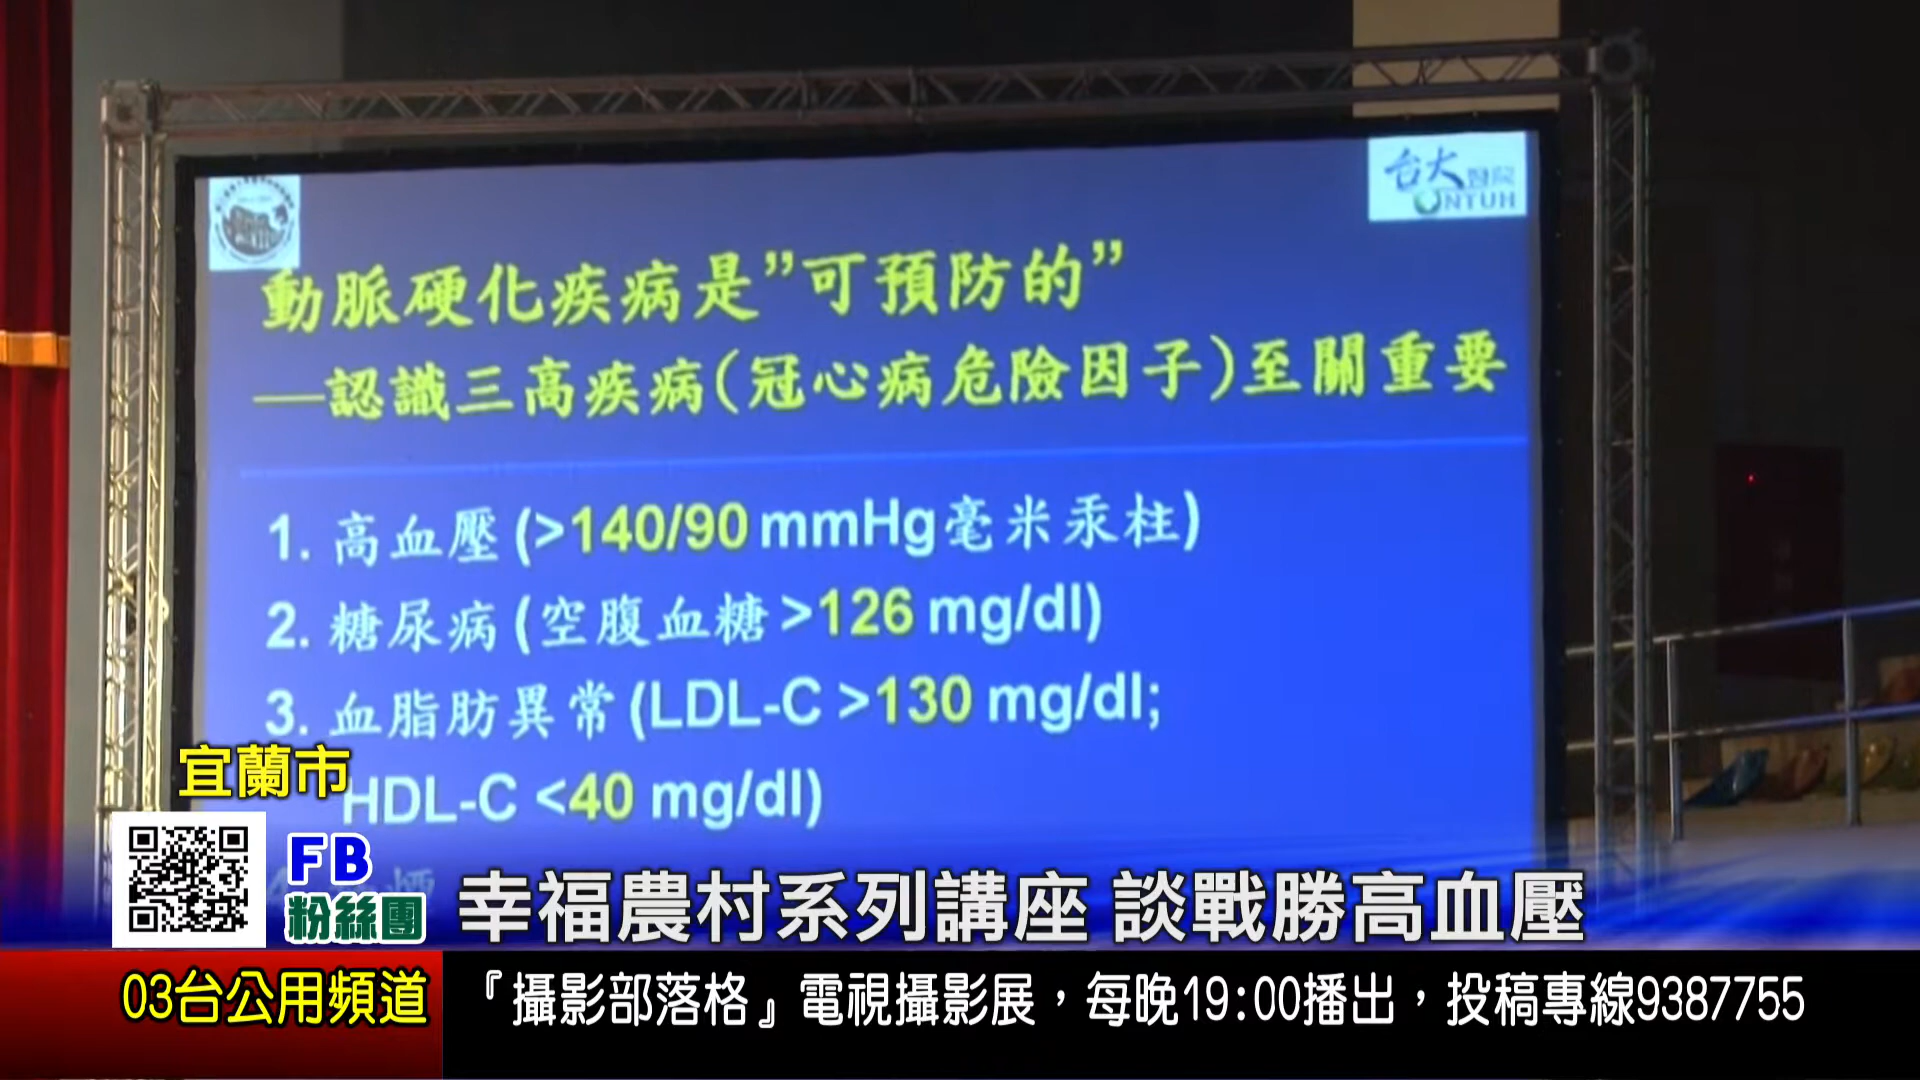 台大醫院
NTUH
動脈硬化疾病是”可預防的”
—認識三高疾病(冠心病危險因子)至關重要
1. 高血壓 (>140/90 mmHg毫米汞柱)
2. 糖尿病 (空腹血糖 >126 mg/dl)
3. 血脂肪異常 (LDL-C >130 mg/dl;
HDL-C <40 mg/dl)
宜蘭市
FB
粉絲團
幸福農村系列講座 談戰勝高血壓
03台公用頻道
『攝影部落格』電視攝影展，每晚19:00播出，投稿專線9387755